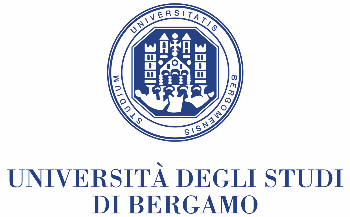 STUDIUM UNIVERSITATIS BERGOMENSIS
UNIVERSITÀ DEGLI STUDI
DI BERGAMO